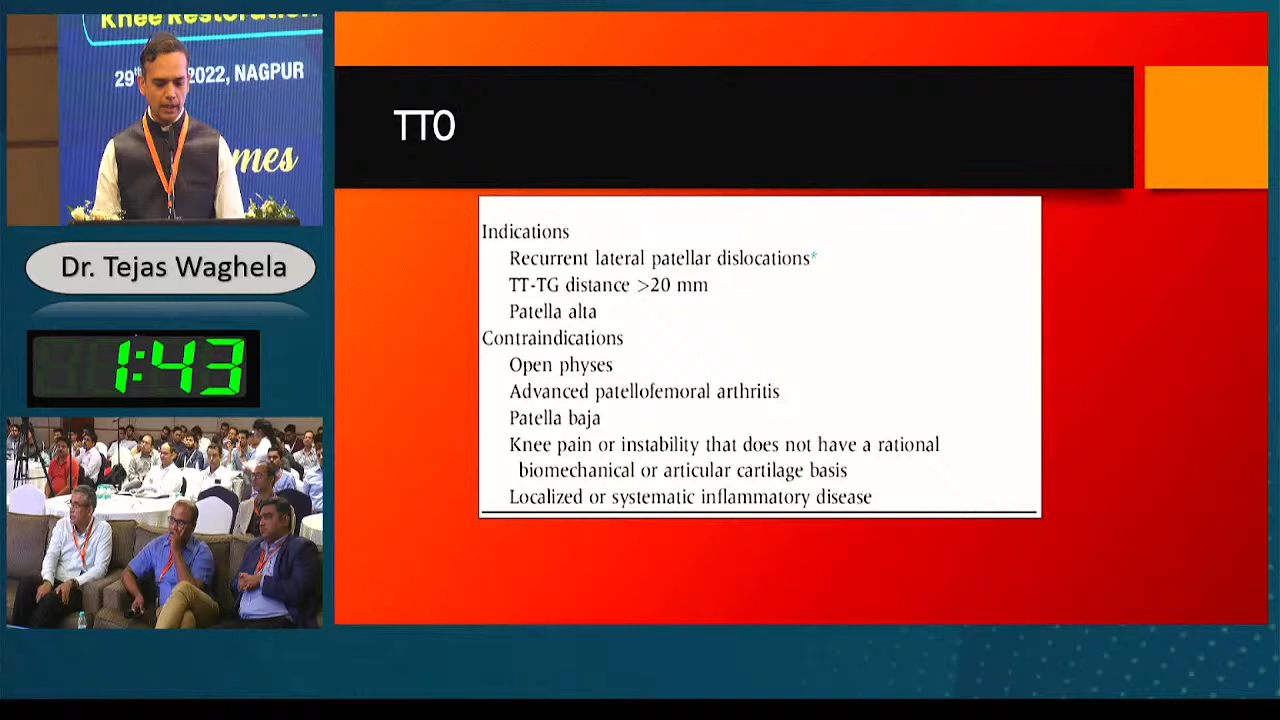 Knee Restoration
29th 2022, NAGPUR
mes
Dr. Tejas Waghela
1:43
TTO
Indications
Recurrent lateral patellar dislocations*
TT-TG distance >20 mm
Patella alta
Contraindications
Open physes
Advanced patellofemoral arthritis
Patella baja
Knee pain or instability that does not have a rational
biomechanical or articular cartilage basis
Localized or systematic inflammatory disease